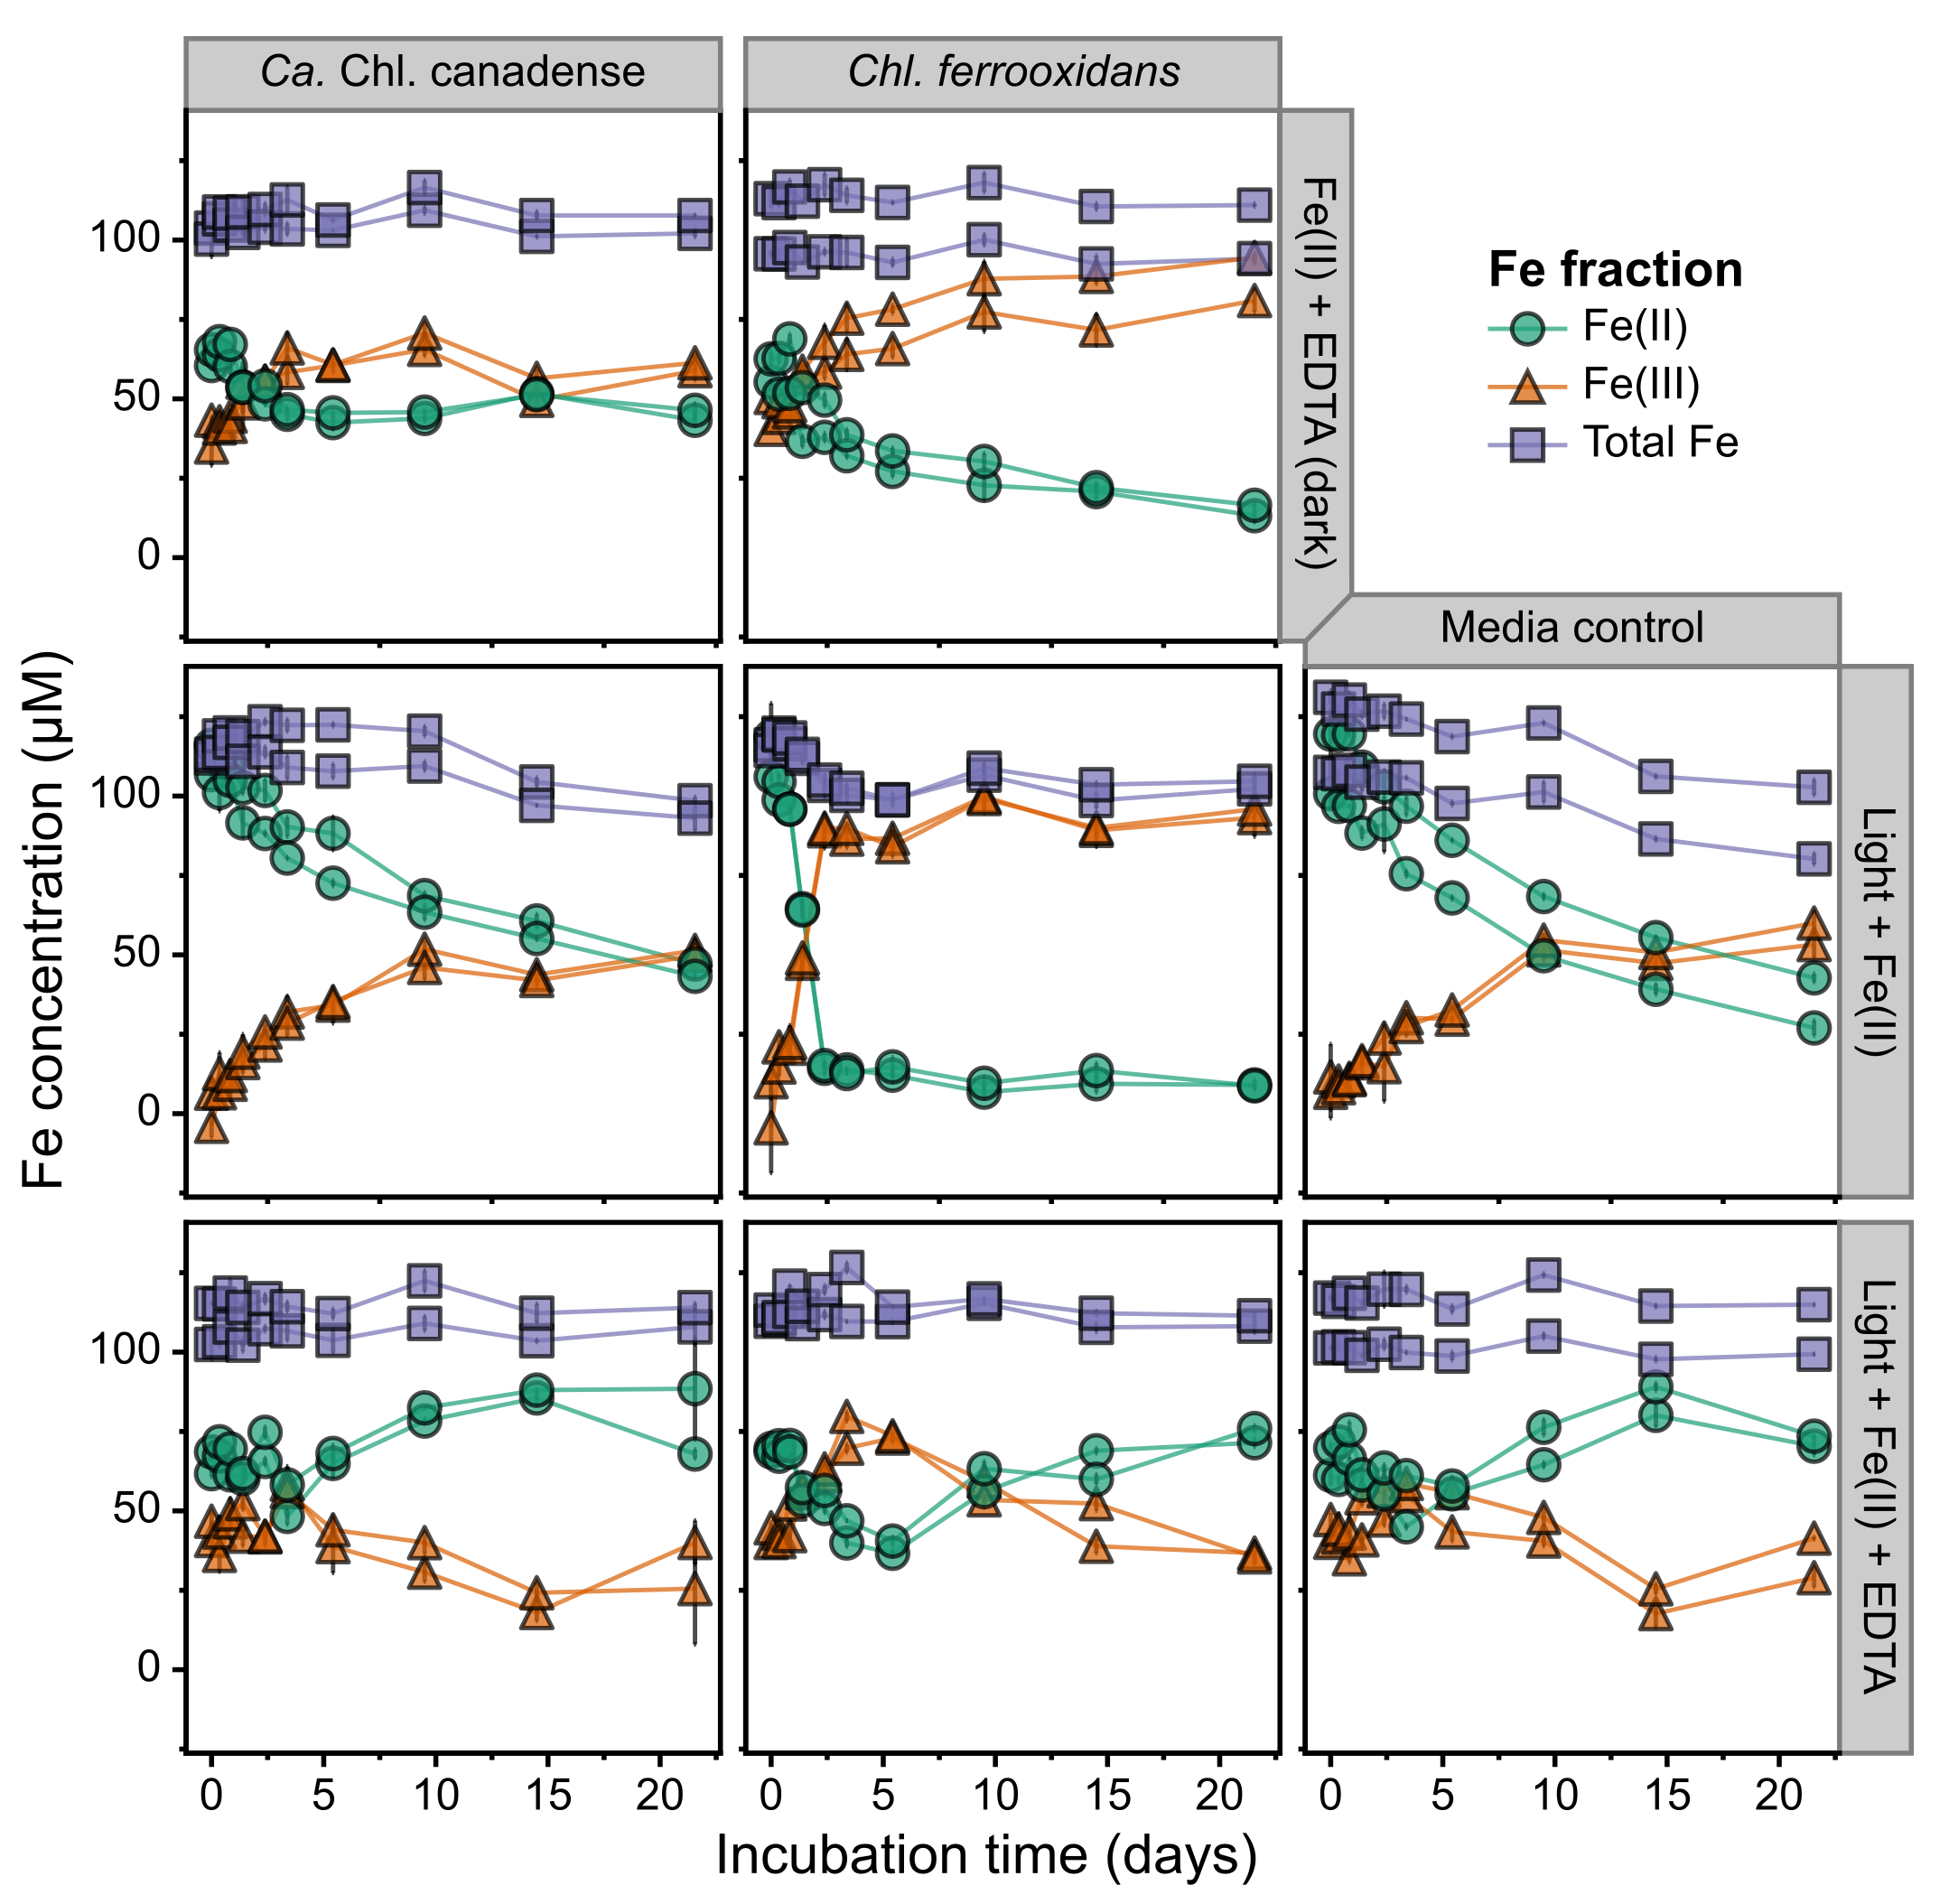 Ca. Chl. canadense
Chl. ferrooxidans
Fe(II) + EDTA (dark)
Fe fraction
Fe(II)
Fe(III)
Total Fe
Media control
Light + Fe(II)
Light + Fe(II) + EDTA
Fe concentration (µM)
100
50
0
100
50
0
100
50
0
0 5 10 15 20
0 5 10 15 20
0 5 10 15 20
Incubation time (days)